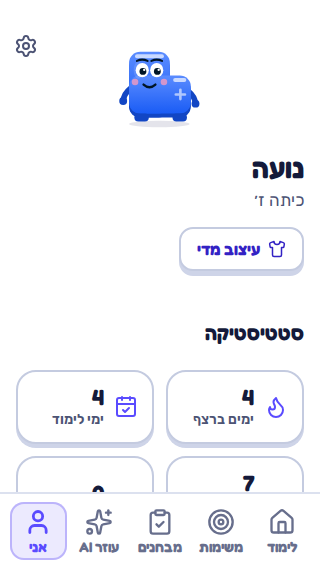 נועה
כיתה ז׳
עיצוב מדי
סטטיסטיקה
4
ימים ברצף
4
ימי לימוד
7
לימוד
משימות
מבחנים
עוזר AI
אני